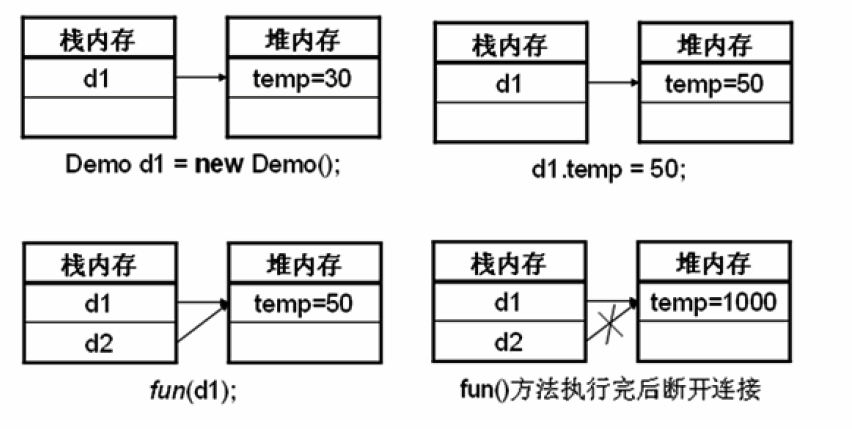 栈内存 堆内存
d1 temp=30
Demo d1 = new Demo();
栈内存 堆内存
d1 temp=50
d1.temp = 50;
栈内存 堆内存
d1 temp=50
d2
fun(d1);
栈内存 堆内存
d1 temp=1000
d2
fun()方法执行完后断开连接